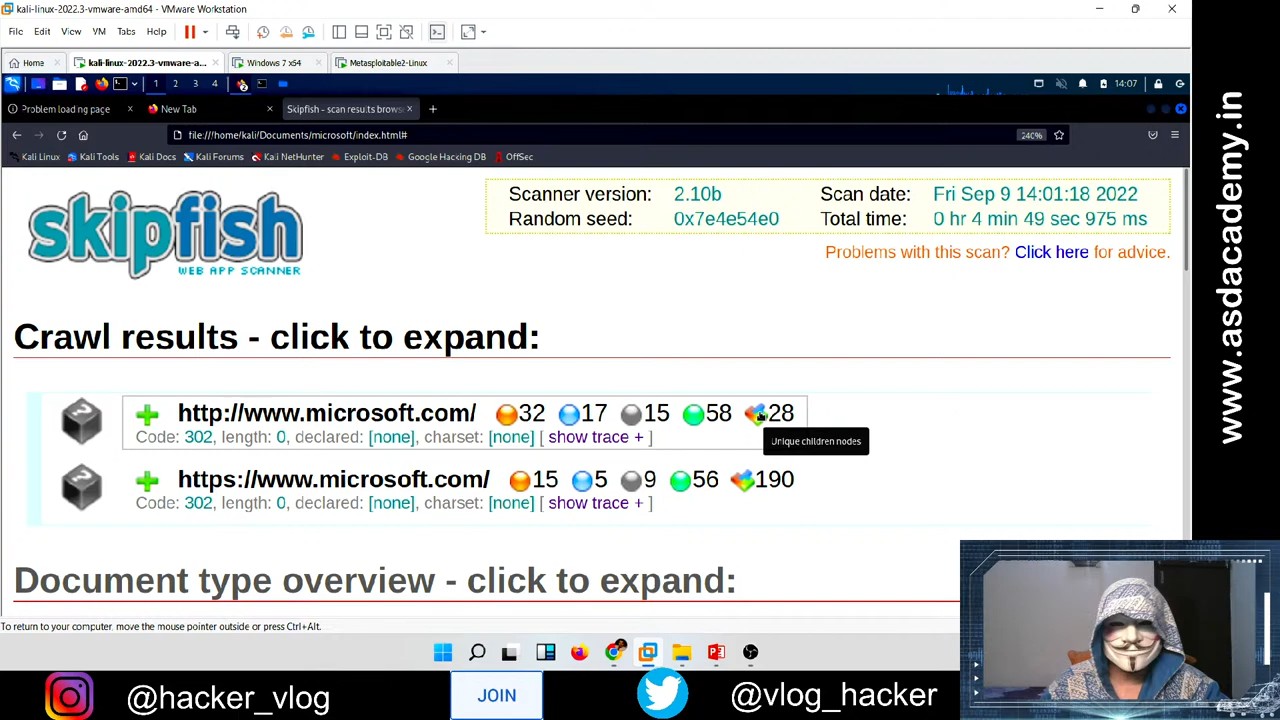 kali-linux-2022.3-vmware-amd64 - VMware Workstation
File Edit View VM Tabs Help
Home kali-linux-2022.3-vmware-a... Windows 7 x64 Metasploitable2-Linux
1 2 3 4 14:07
Problem loading page New Tab Skipfish - scan results brows
file:///home/kali/Documents/microsoft/index.html# 240%
Kali Linux Kali Tools Kali Docs Kali Forums Kali NetHunter Exploit-DB Google Hacking DB OffSec
skipfish
WEB APP SCANNER
Scanner version: 2.10b Scan date: Fri Sep 9 14:01:18 2022
Random seed: 0x7e4e54e0 Total time: 0 hr 4 min 49 sec 975 ms
Problems with this scan? Click here for advice.
Crawl results - click to expand:
http://www.microsoft.com/ 32 17 15 58 28
Code: 302, length: 0, declared: [none], charset: [none] [ show trace + ]
Unique children nodes
https://www.microsoft.com/ 15 5 9 56 190
Code: 302, length: 0, declared: [none], charset: [none] [ show trace + ]
Document type overview - click to expand:
To return to your computer, move the mouse pointer outside or press Ctrl+Alt.
@hacker_vlog JOIN @vlog_hacker
www.asdacademy.in